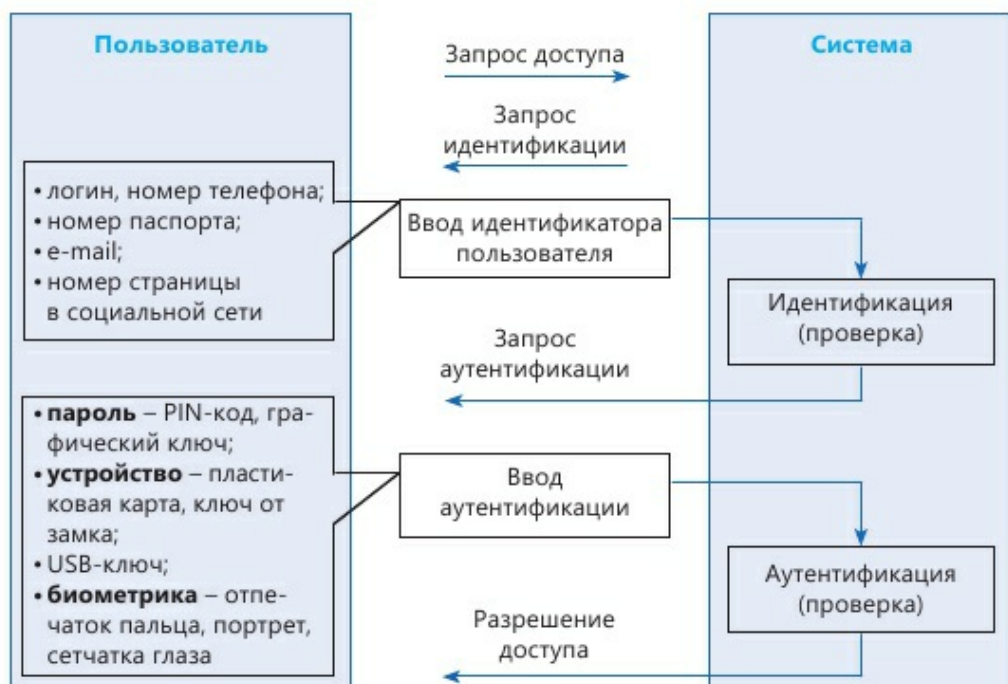 Пользователь
Система
Запрос доступа
Запрос
идентификации
• логин, номер телефона;
• номер паспорта;
• e-mail;
• номер страницы
в социальной сети
Ввод идентификатора
пользователя
Идентификация
(проверка)
Запрос
аутентификации
• пароль – PIN-код, гра-
фический ключ;
• устройство – пласти-
ковая карта, ключ от
замка;
• USB-ключ;
• биометрика – отпе-
чаток пальца, портрет,
сетчатка глаза
Ввод
аутентификации
Аутентификация
(проверка)
Разрешение
доступа